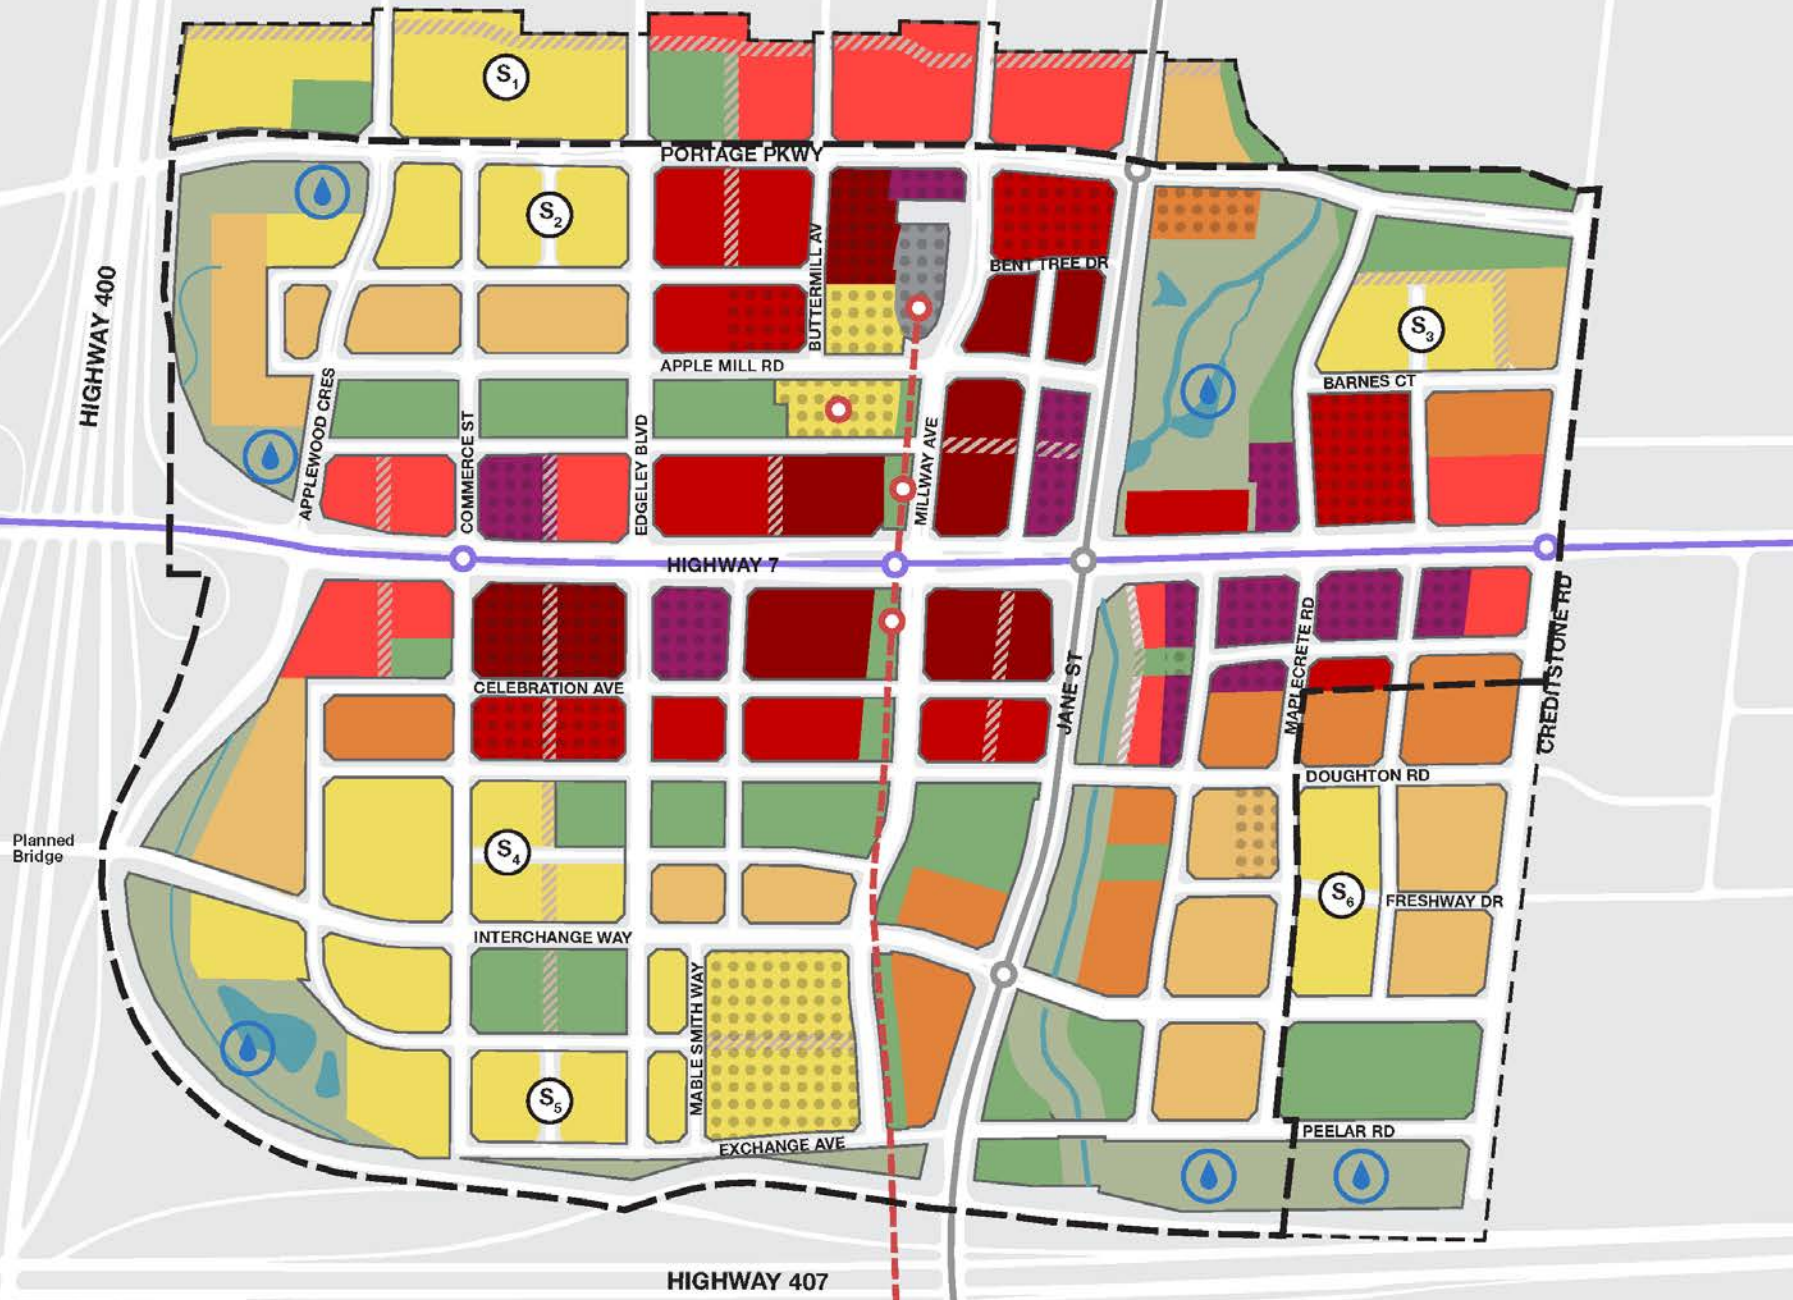 S1
PORTAGE PKWY
S2
BUTTERMILL AV
BENT TREE DR
HIGHWAY 400
S3
APPLE MILL RD
BARNES CT
APPLEWOOD CRES
COMMERCE ST
EDGELEY BLVD
MILLWAY AVE
HIGHWAY 7
CREDITSTONE RD
MAPLECRETE RD
JANE ST
CELEBRATION AVE
DOUGHTON RD
Planned
Bridge
S4
S6
FRESHWAY DR
INTERCHANGE WAY
MABLE SMITH WAY
S5
EXCHANGE AVE
PEELAR RD
HIGHWAY 407